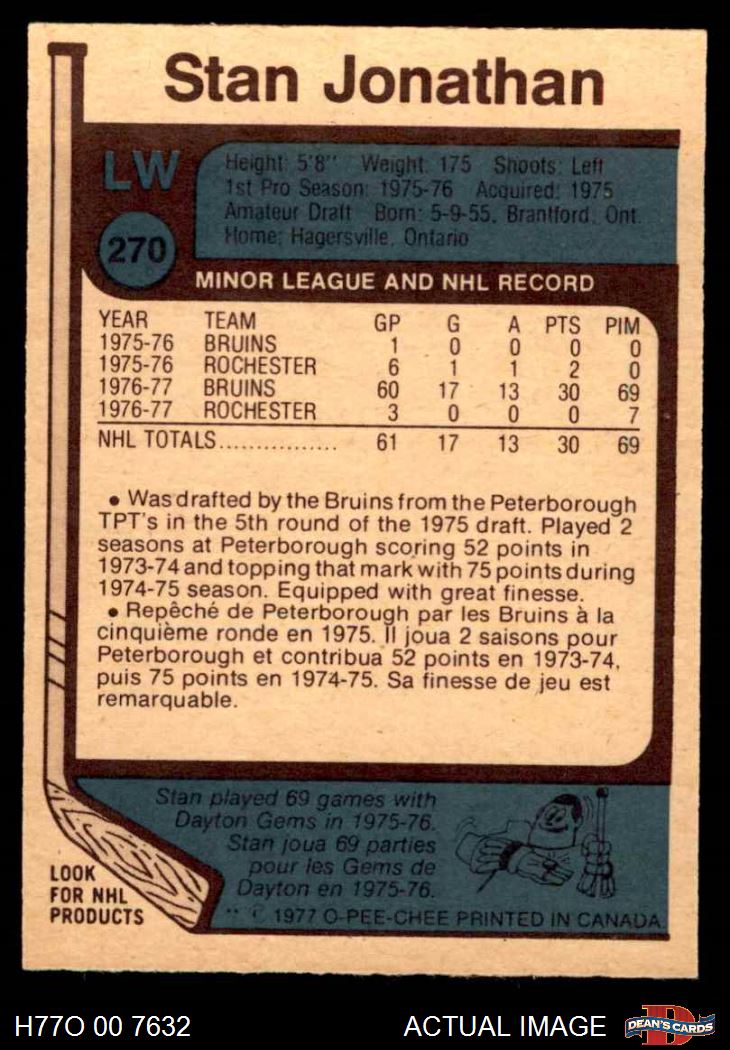 Stan Jonathan
LW
270
Height: 5'8" Weight: 175 Shoots: Left
1st Pro Season: 1975-76 Acquired: 1975
Amateur Draft Born: 5-9-55, Brantford, Ont.
Home: Hagersville, Ontario
MINOR LEAGUE AND NHL RECORD
YEAR TEAM GP G A PTS PIM
1975-76 BRUINS 1 0 0 0 0
1975-76 ROCHESTER 6 1 1 2 0
1976-77 BRUINS 60 17 13 30 69
1976-77 ROCHESTER 3 0 0 0 7
NHL TOTALS................ 61 17 13 30 69
• Was drafted by the Bruins from the Peterborough
TPT's in the 5th round of the 1975 draft. Played 2
seasons at Peterborough scoring 52 points in
1973-74 and topping that mark with 75 points during
1974-75 season. Equipped with great finesse.
• Repêché de Peterborough par les Bruins à la
cinquième ronde en 1975. Il joua 2 saisons pour
Peterborough et contribua 52 points en 1973-74,
puis 75 points en 1974-75. Sa finesse de jeu est
remarquable.
Stan played 69 games with
Dayton Gems in 1975-76.
Stan joua 69 parties
pour les Gems de
Dayton en 1975-76.
LOOK
FOR NHL
PRODUCTS
** © 1977 O-PEE-CHEE PRINTED IN CANADA
H77O 00 7632 ACTUAL IMAGE
D
DEAN'S CARDS